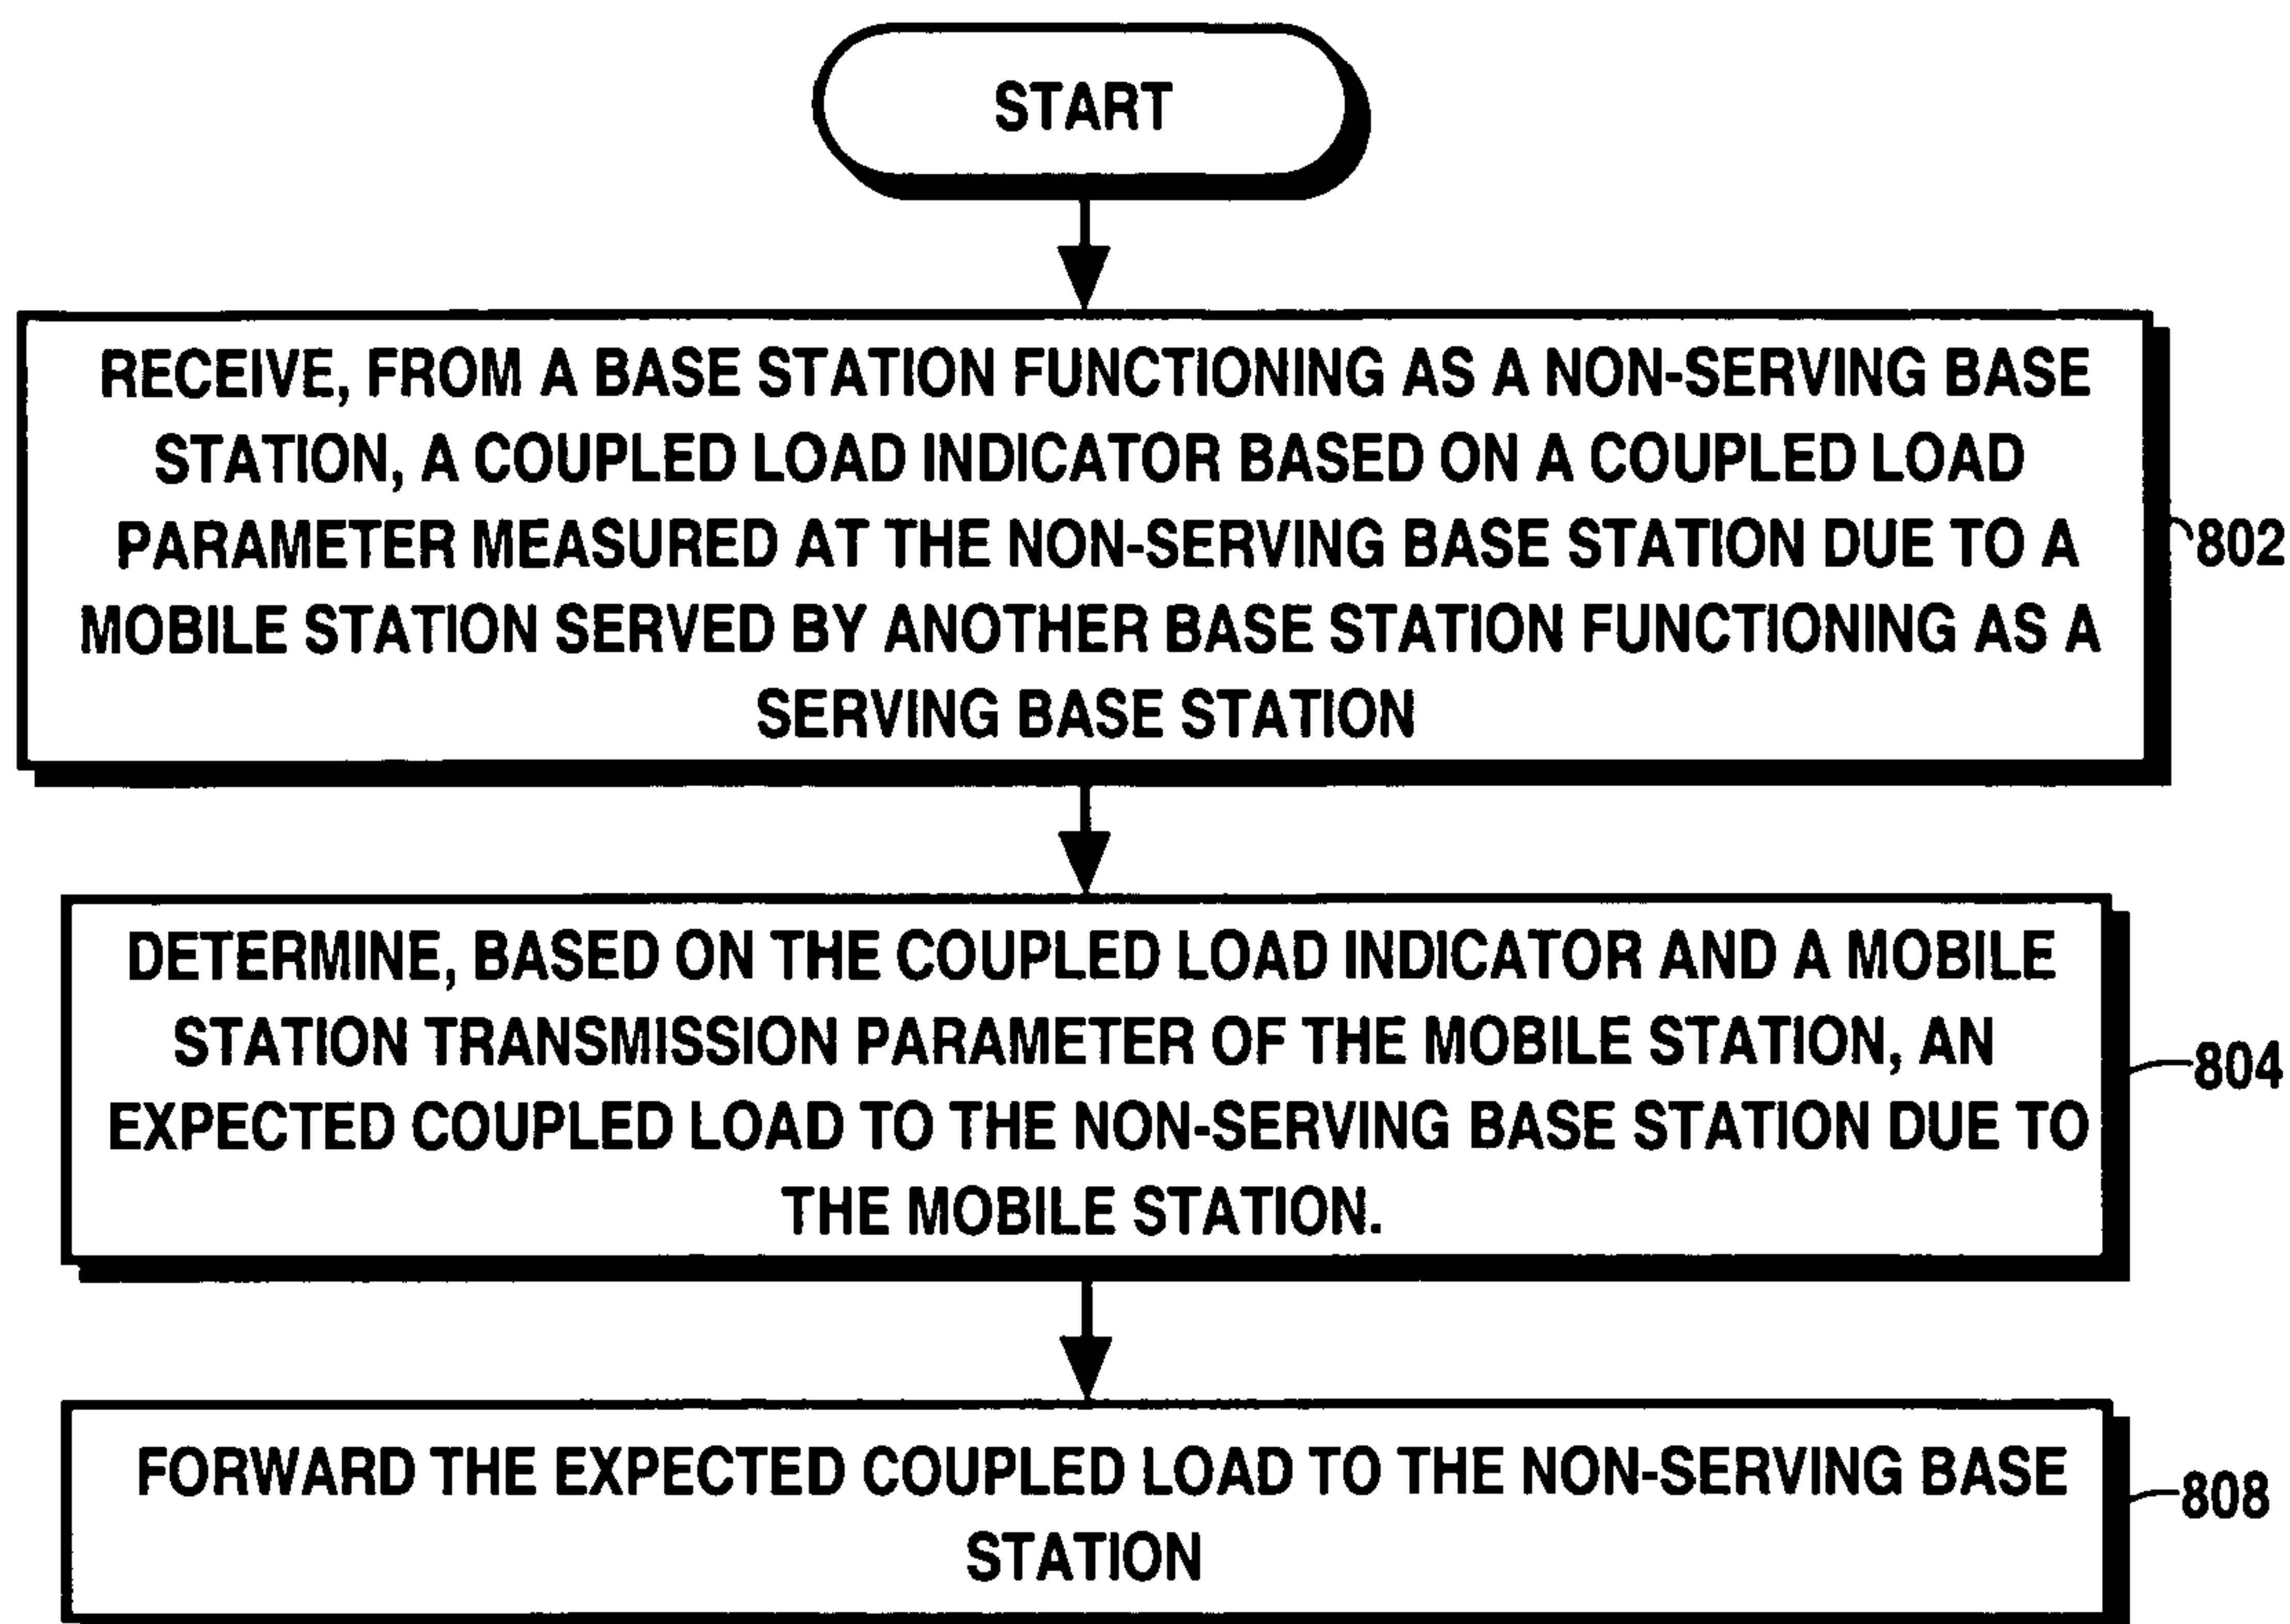 START
RECEIVE, FROM A BASE STATION FUNCTIONING AS A NON-SERVING BASE
STATION, A COUPLED LOAD INDICATOR BASED ON A COUPLED LOAD
PARAMETER MEASURED AT THE NON-SERVING BASE STATION DUE TO A
MOBILE STATION SERVED BY ANOTHER BASE STATION FUNCTIONING AS A
SERVING BASE STATION
802
DETERMINE, BASED ON THE COUPLED LOAD INDICATOR AND A MOBILE
STATION TRANSMISSION PARAMETER OF THE MOBILE STATION, AN
EXPECTED COUPLED LOAD TO THE NON-SERVING BASE STATION DUE TO
THE MOBILE STATION.
804
FORWARD THE EXPECTED COUPLED LOAD TO THE NON-SERVING BASE
STATION
808